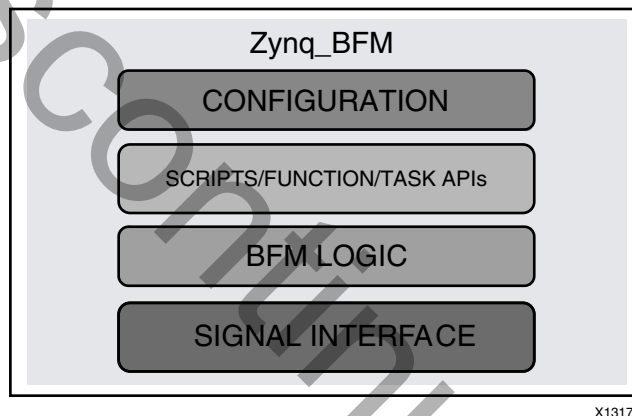 Zynq_BFM
CONFIGURATION
SCRIPTS/FUNCTION/TASK APIs
BFM LOGIC
SIGNAL INTERFACE
X1317